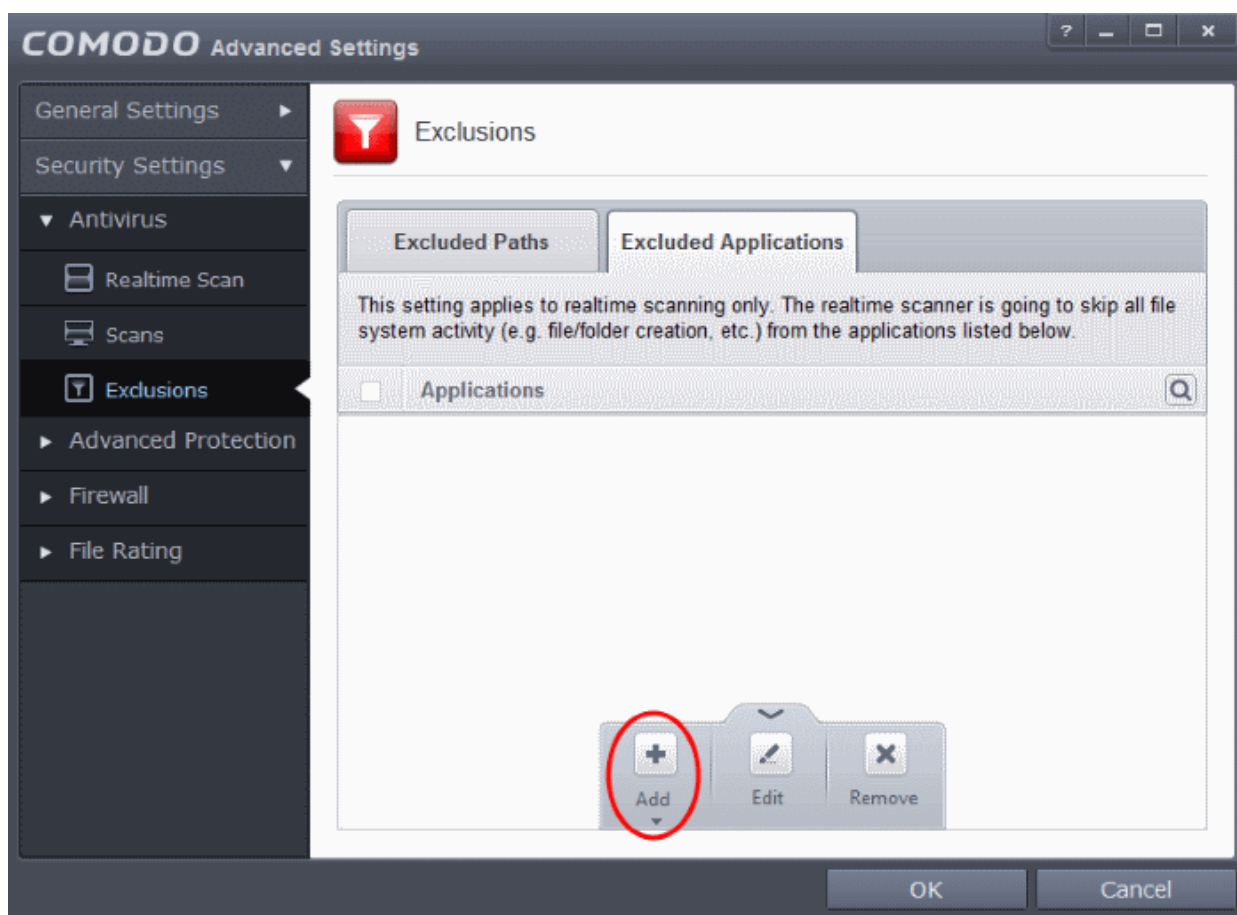 COMODO Advanced Settings
?
General Settings
Security Settings
Antivirus
Realtime Scan
Scans
Exclusions
Advanced Protection
Firewall
File Rating
Exclusions
Excluded Paths
Excluded Applications
This setting applies to realtime scanning only. The realtime scanner is going to skip all file
system activity (e.g. file/folder creation, etc.) from the applications listed below.
Applications
Add
Edit
Remove
OK
Cancel